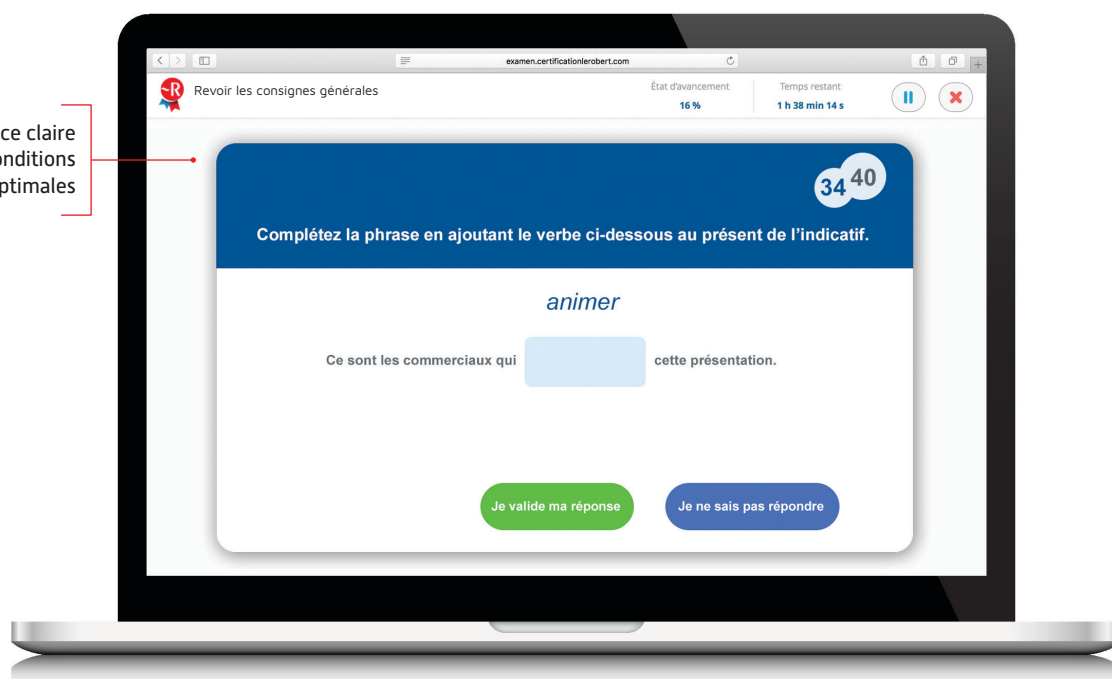 examen.certificationlerobert.com
R
Revoir les consignes générales
État d'avancement
16 %
Temps restant
1 h 38 min 14 s
ce claire
onditions
ptimales
34 40
Complétez la phrase en ajoutant le verbe ci-dessous au présent de l'indicatif.
animer
Ce sont les commerciaux qui cette présentation.
Je valide ma réponse
Je ne sais pas répondre